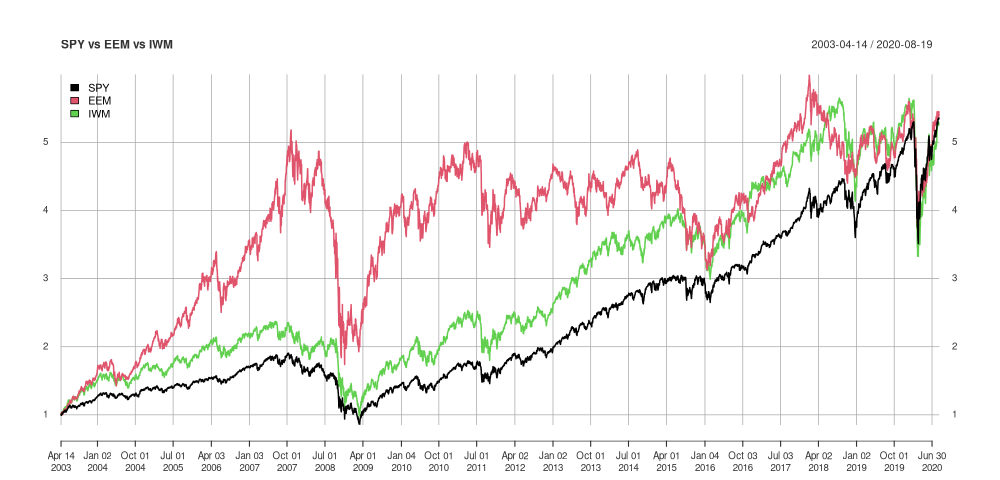 SPY vs EEM vs IWM
2003-04-14 / 2020-08-19
SPY
EEM
IWM
5 5
4 4
3 3
2 2
1 1
Apr 14 Jan 02 Oct 01 Jul 01 Apr 03 Jan 03 Oct 01 Jul 01 Apr 01 Jan 04 Oct 01 Jul 01 Apr 02 Jan 02 Oct 01 Jul 01 Jan 02 Jan 04 Oct 03 Jul 03 Apr 02 Jan 02 Oct 01 Jun 30
2003 2004 2004 2005 2006 2007 2007 2008 2009 2010 2010 2011 2012 2013 2013 2014 2015 2016 2016 2017 2018 2019 2019 2020